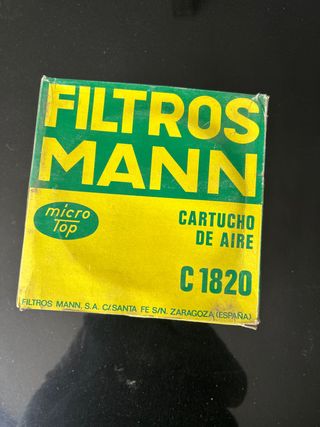 FILTROS
MANN
micro
Top
CARTUCHO
DE AIRE
C 1820
FILTROS MANN, S.A. C/.SANTA FE S/N. ZARAGOZA (ESPAÑA)